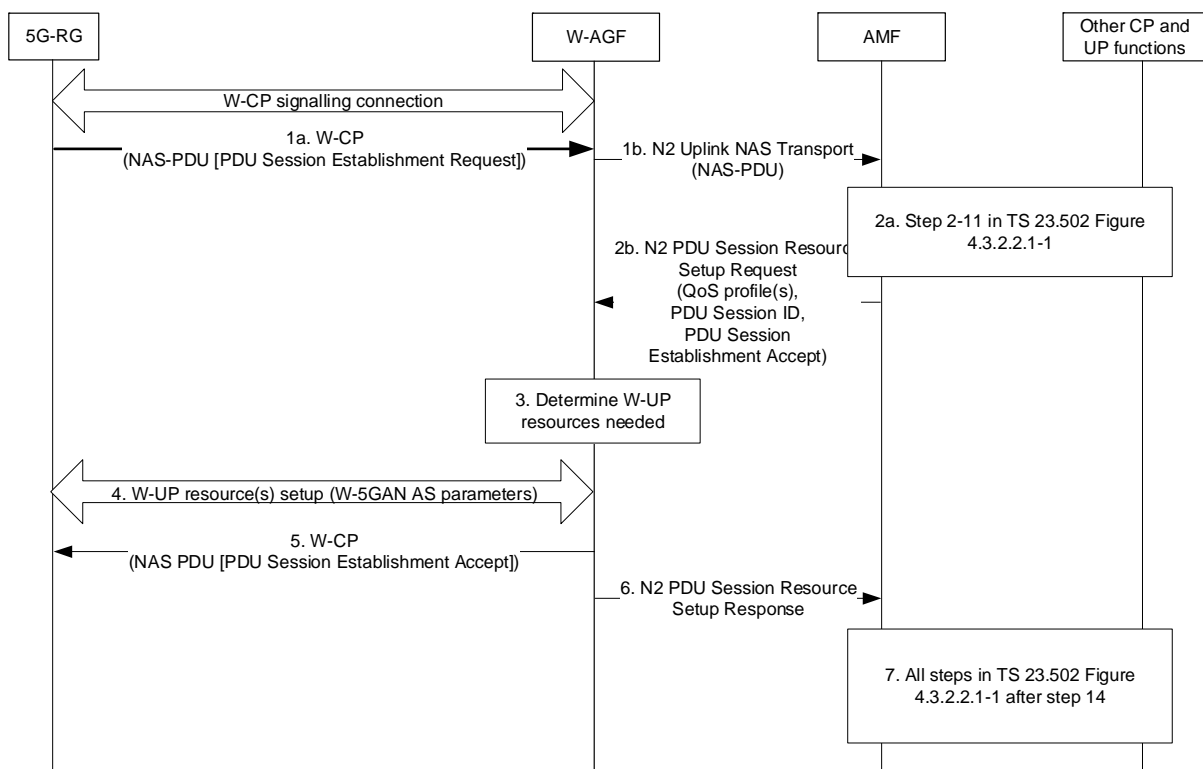 5G-RG
W-AGF
AMF
Other CP and
UP functions
W-CP signalling connection
1a. W-CP
(NAS-PDU [PDU Session Establishment Request])
1b. N2 Uplink NAS Transport
(NAS-PDU)
2a. Step 2-11 in TS 23.502 Figure
4.3.2.2.1-1
2b. N2 PDU Session Resourc
Setup Request
(QoS profile(s),
PDU Session ID,
PDU Session
Establishment Accept)
3. Determine W-UP
resources needed
4. W-UP resource(s) setup (W-5GAN AS parameters)
5. W-CP
(NAS PDU [PDU Session Establishment Accept])
6. N2 PDU Session Resource
Setup Response
7. All steps in TS 23.502 Figure
4.3.2.2.1-1 after step 14